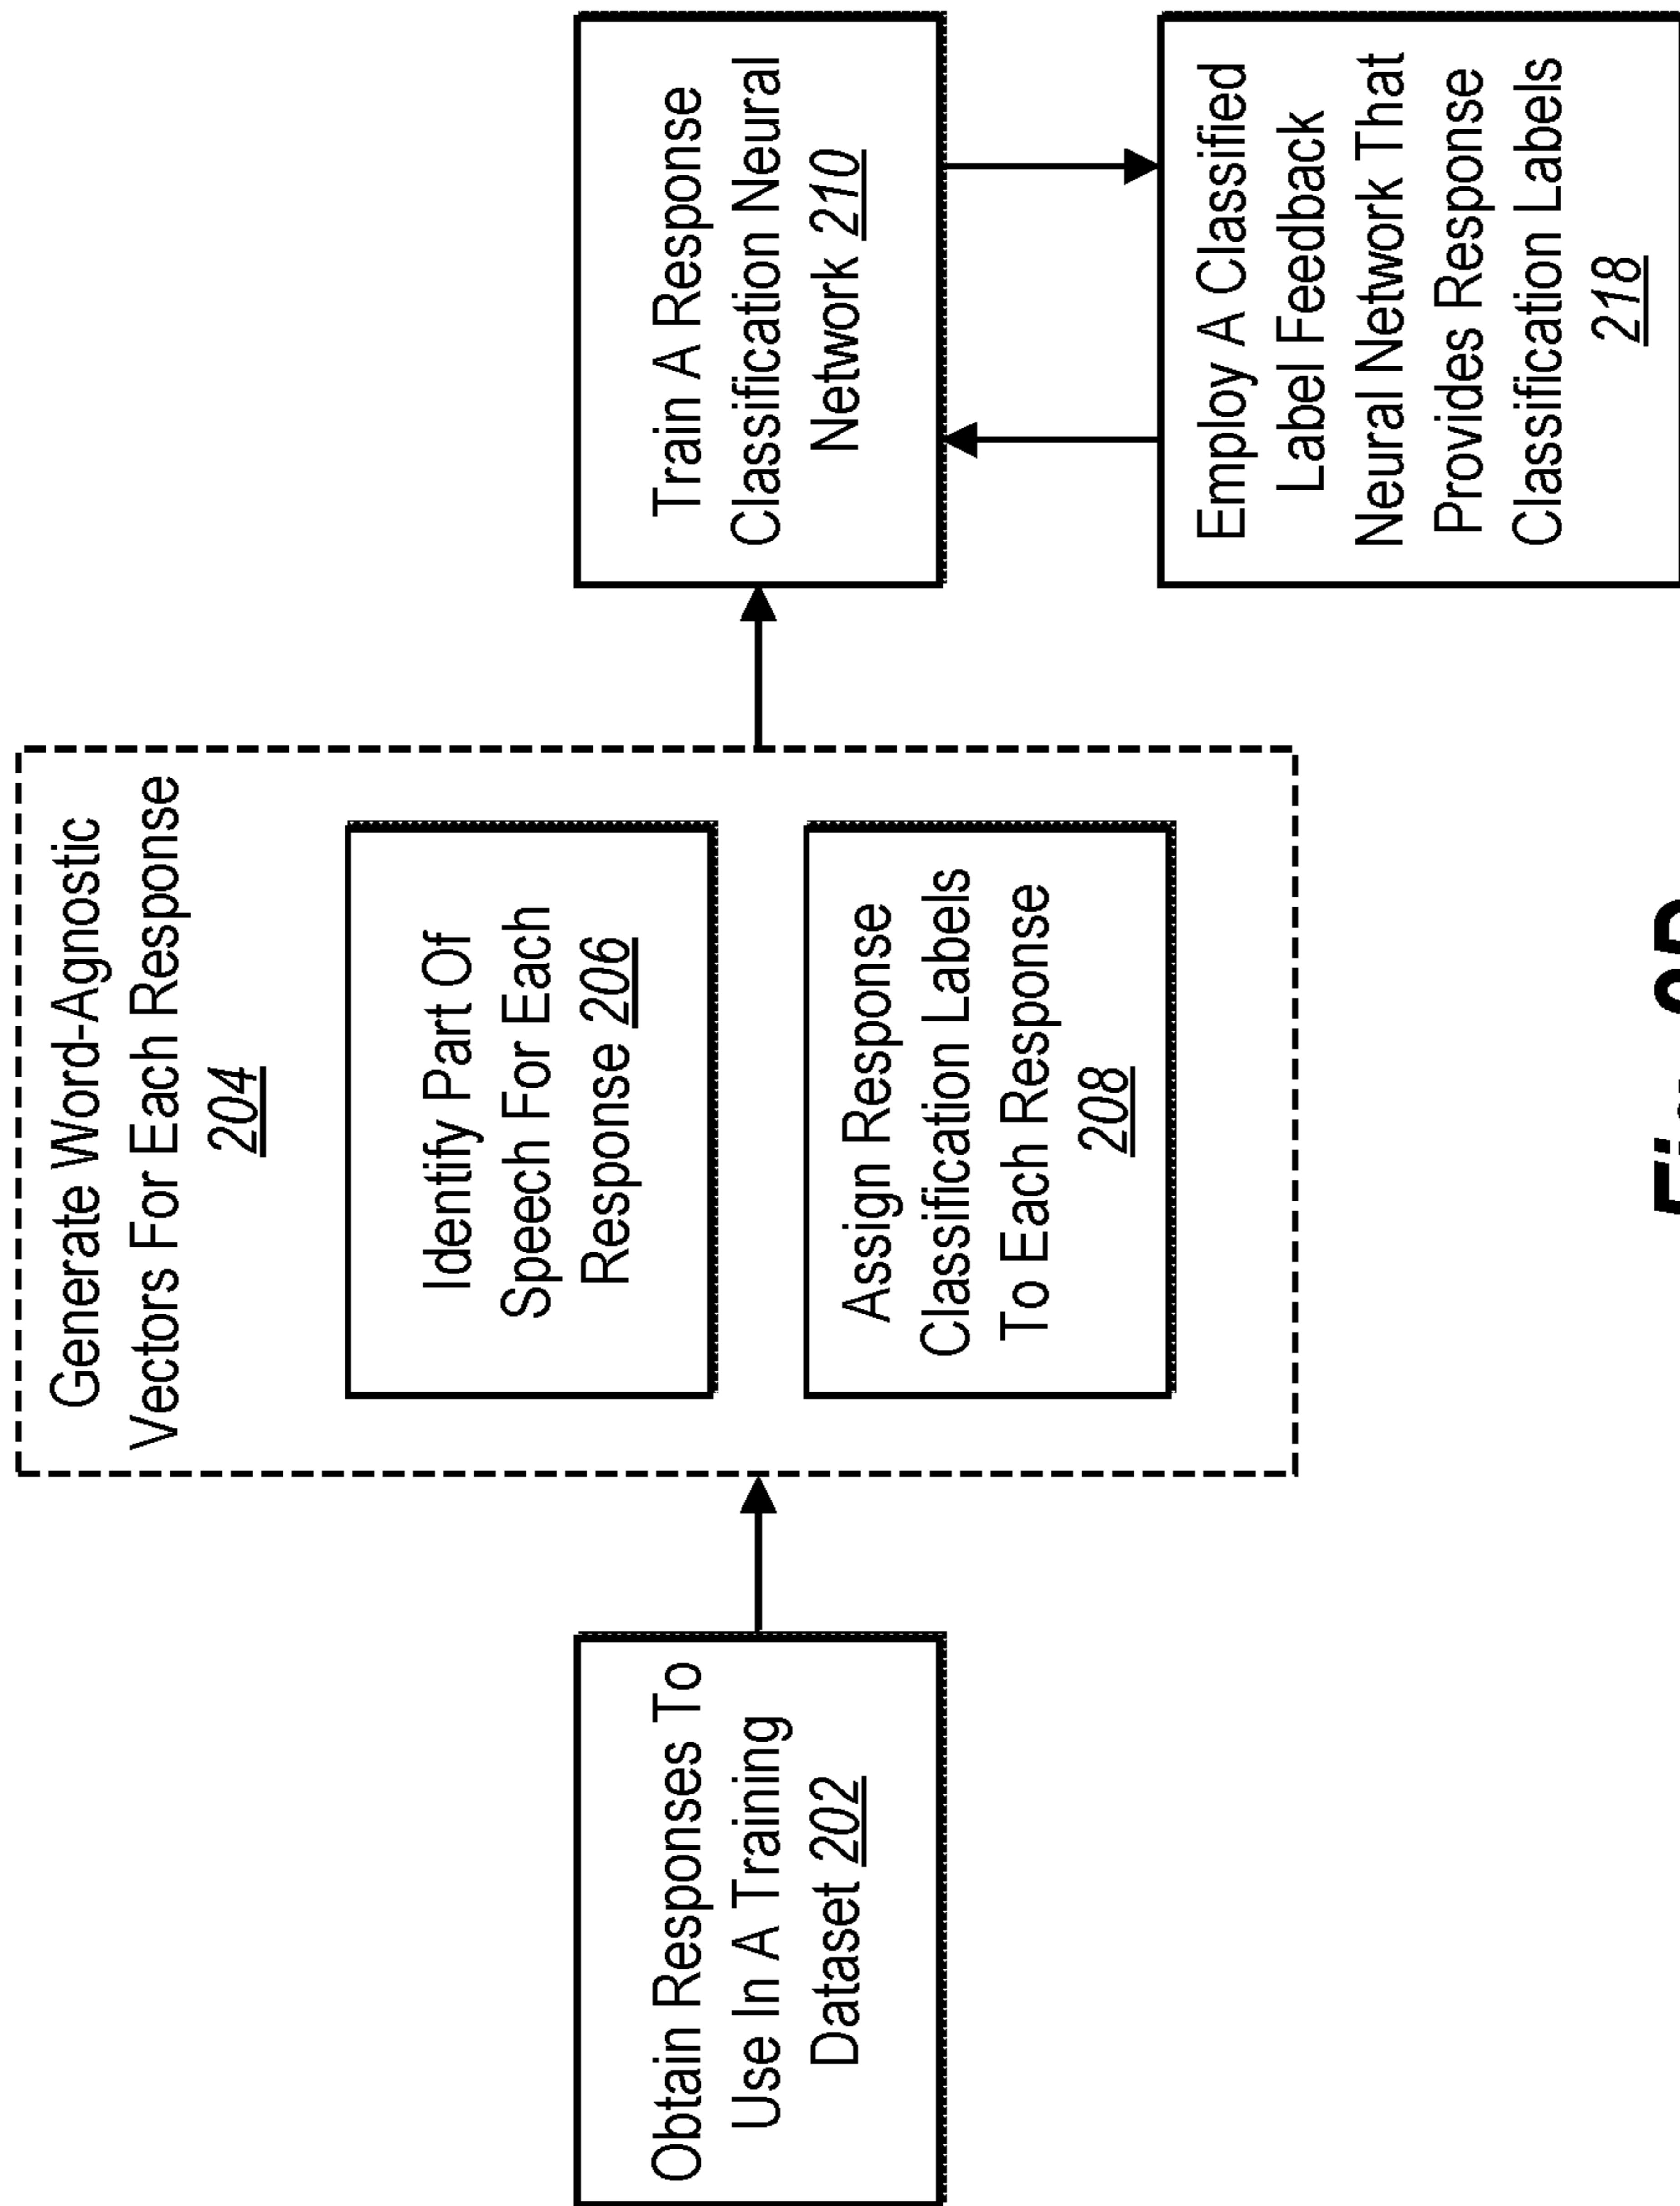 Obtain Responses To
Use In A Training
Dataset 202
Generate Word-Agnostic
Vectors For Each Response
204
Identify Part Of
Speech For Each
Response 206
Assign Response
Classification Labels
To Each Response
208
Train A Response
Classification Neural
Network 210
Employ A Classified
Label Feedback
Neural Network That
Provides Response
Classification Labels
218
Fig.